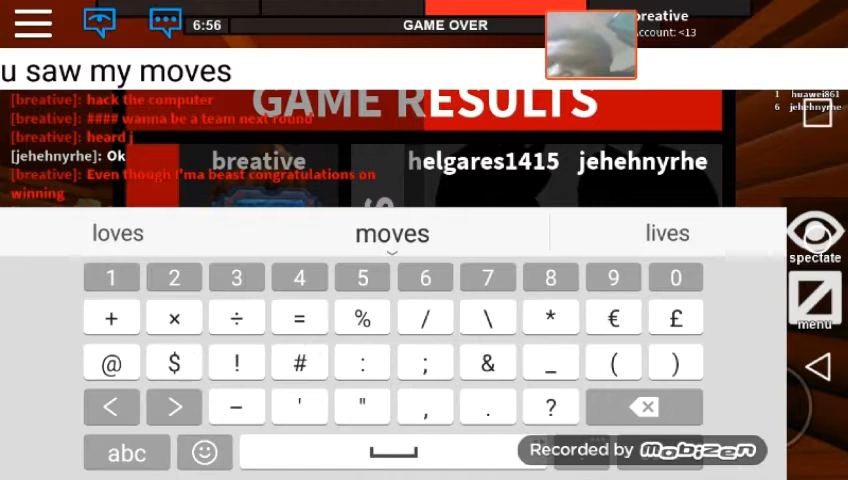 6:56
GAME OVER
breative
Account: <13
u saw my moves
[breative]: hack the computer
GAME RESULTS
1 huawei861
6 jehehnyrhe
[breative]: #### wanna be a team next round
[breative]: heard j
[jehehnyrhe]: Ok
breative
helgares1415 jehehnyrhe
[breative]: Even though I'ma beast congratulations on
winning
loves moves lives
spectate
1 2 3 4 5 6 7 8 9 0
+ × ÷ = % / \ * € £
menu
@ $ ! # : ; & _ ( )
< > – ' " , . ?
abc
Recorded by MOBIZEN